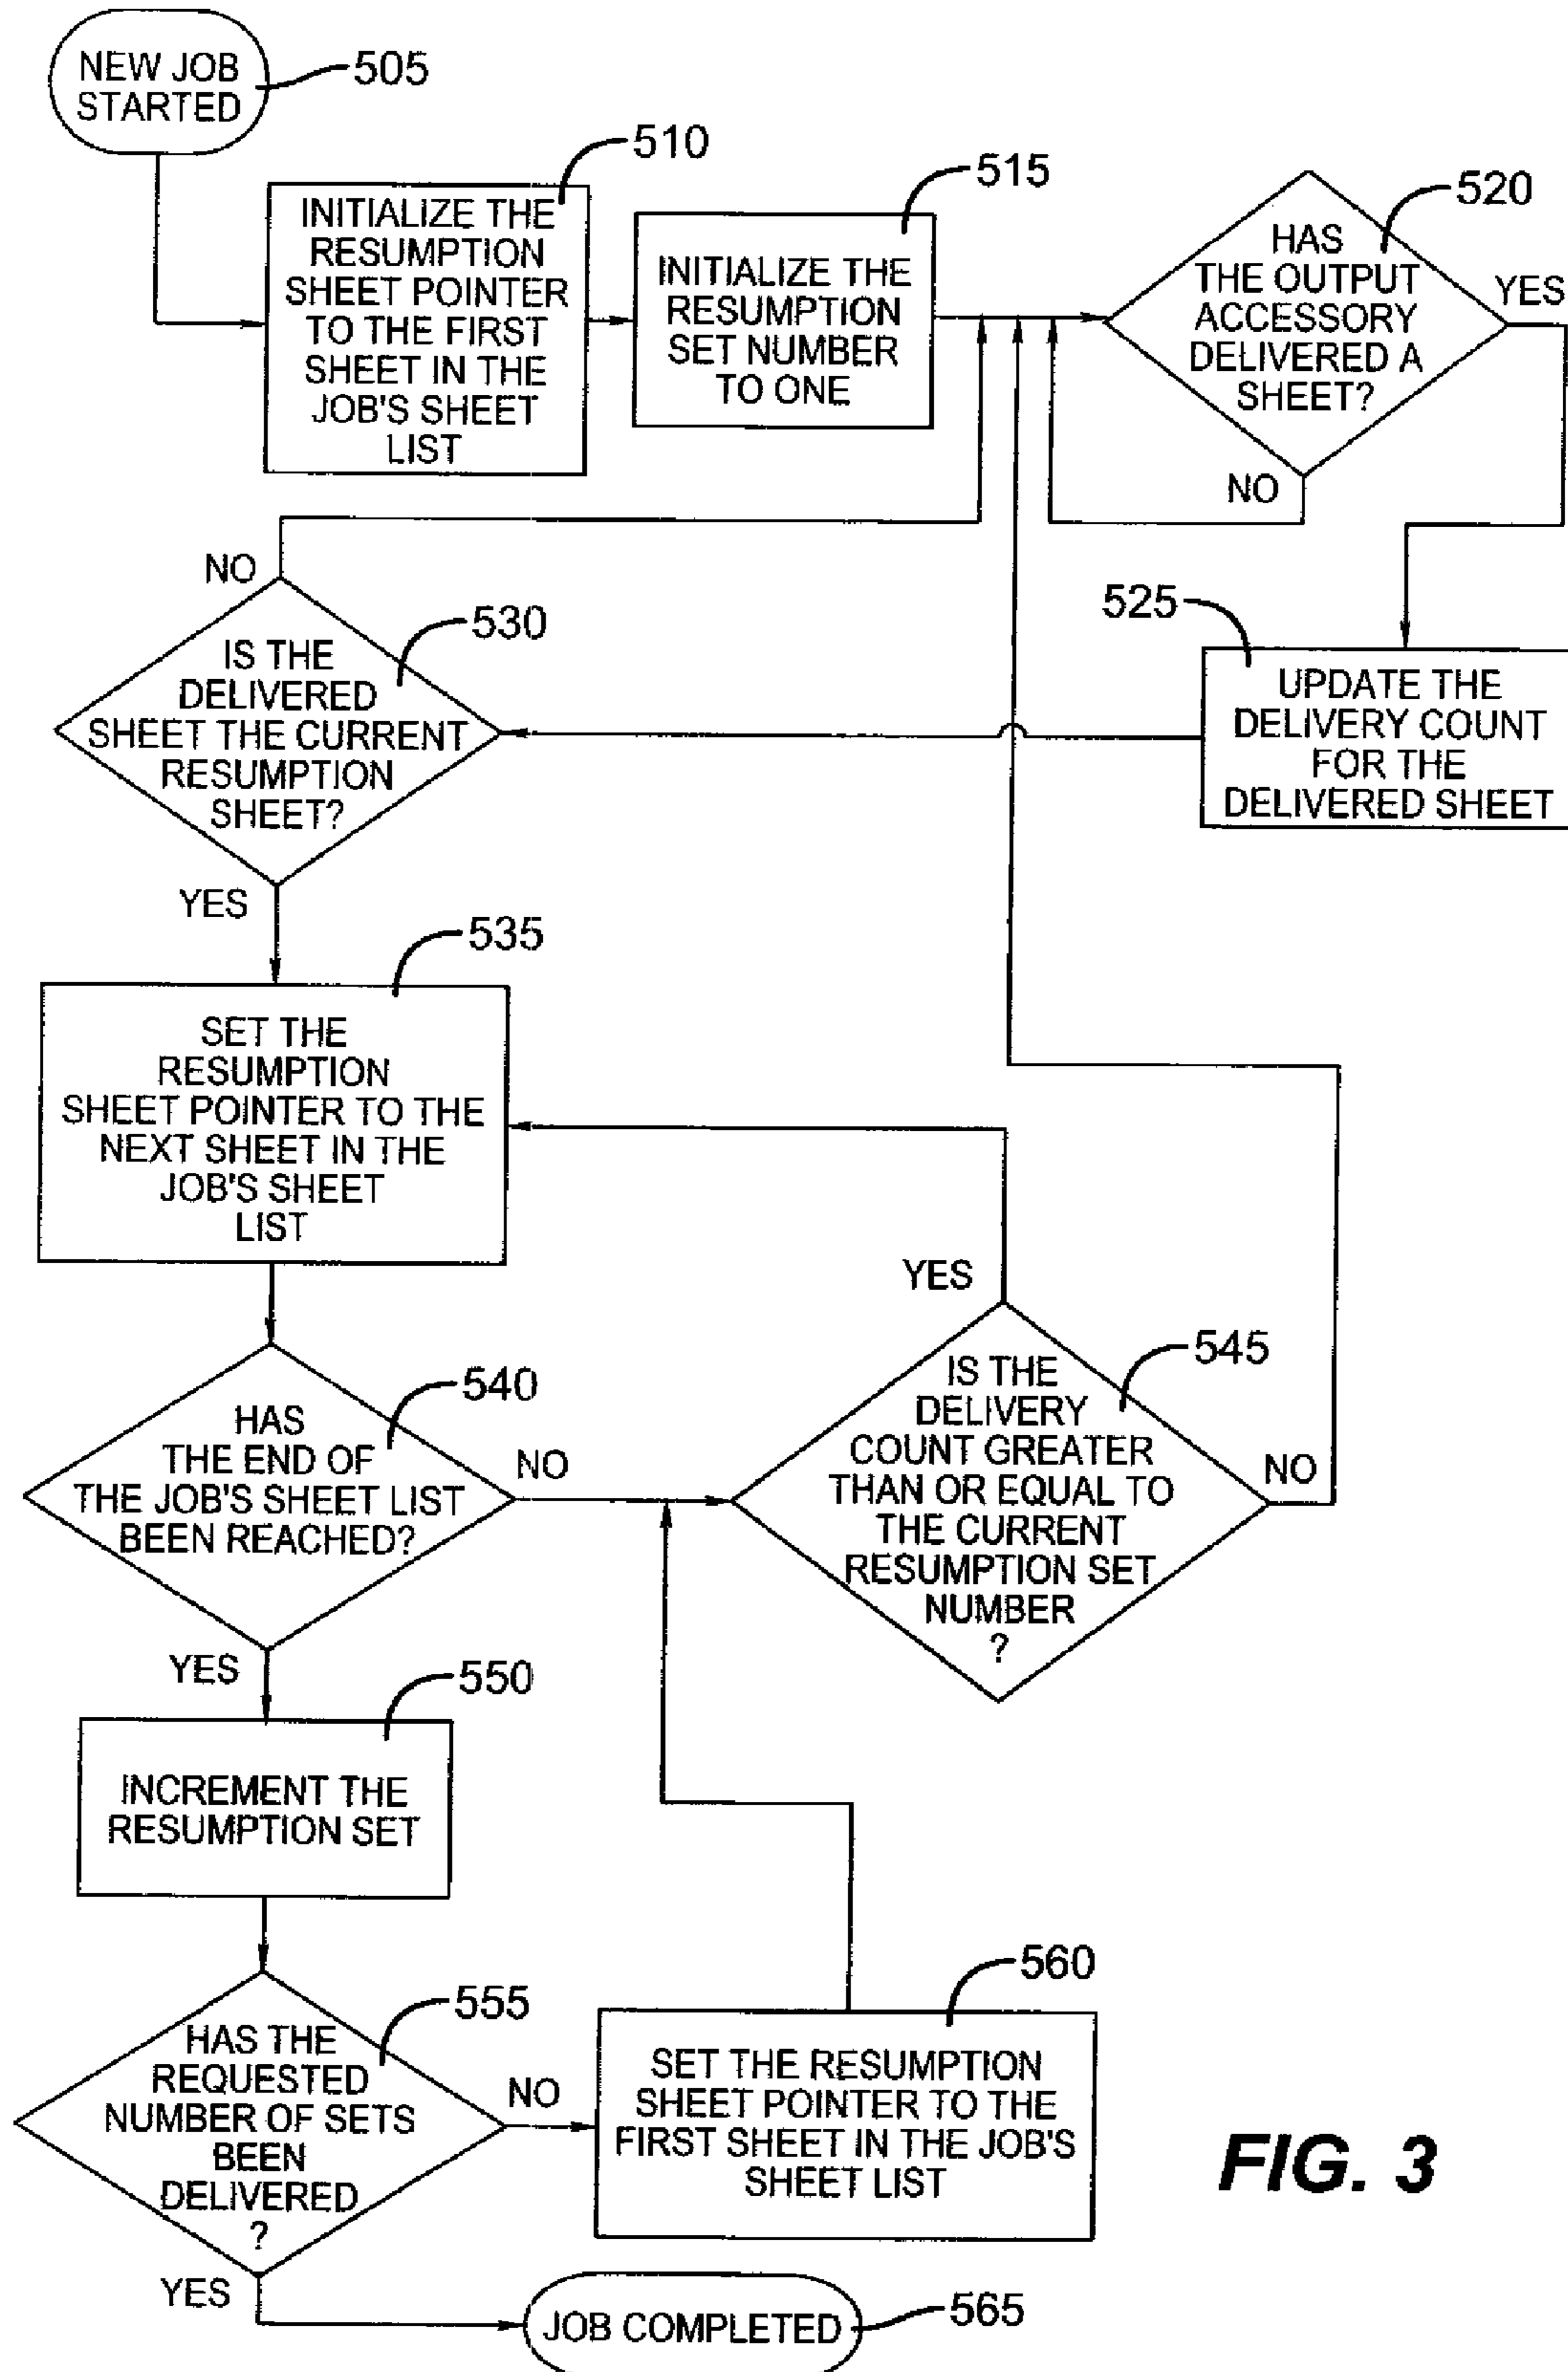 NEW JOB
STARTED
505
510
INITIALIZE THE
RESUMPTION
SHEET POINTER
TO THE FIRST
SHEET IN THE
JOB'S SHEET
LIST
515
INITIALIZE THE
RESUMPTION
SET NUMBER
TO ONE
520
HAS
THE OUTPUT
ACCESSORY
DELIVERED A
SHEET?
YES
NO
525
UPDATE THE
DELIVERY COUNT
FOR THE
DELIVERED SHEET
NO
530
IS THE
DELIVERED
SHEET THE CURRENT
RESUMPTION
SHEET?
YES
535
SET THE
RESUMPTION
SHEET POINTER TO THE
NEXT SHEET IN THE
JOB'S SHEET
LIST
540
HAS
THE END OF
THE JOB'S SHEET LIST
BEEN REACHED?
NO
YES
YES
545
IS THE
DELIVERY
COUNT GREATER
THAN OR EQUAL TO
THE CURRENT
RESUMPTION SET
NUMBER
?
NO
550
INCREMENT THE
RESUMPTION SET
555
HAS THE
REQUESTED
NUMBER OF SETS
BEEN
DELIVERED
?
NO
YES
560
SET THE RESUMPTION
SHEET POINTER TO THE
FIRST SHEET IN THE JOB'S
SHEET LIST
JOB COMPLETED
565
FIG. 3